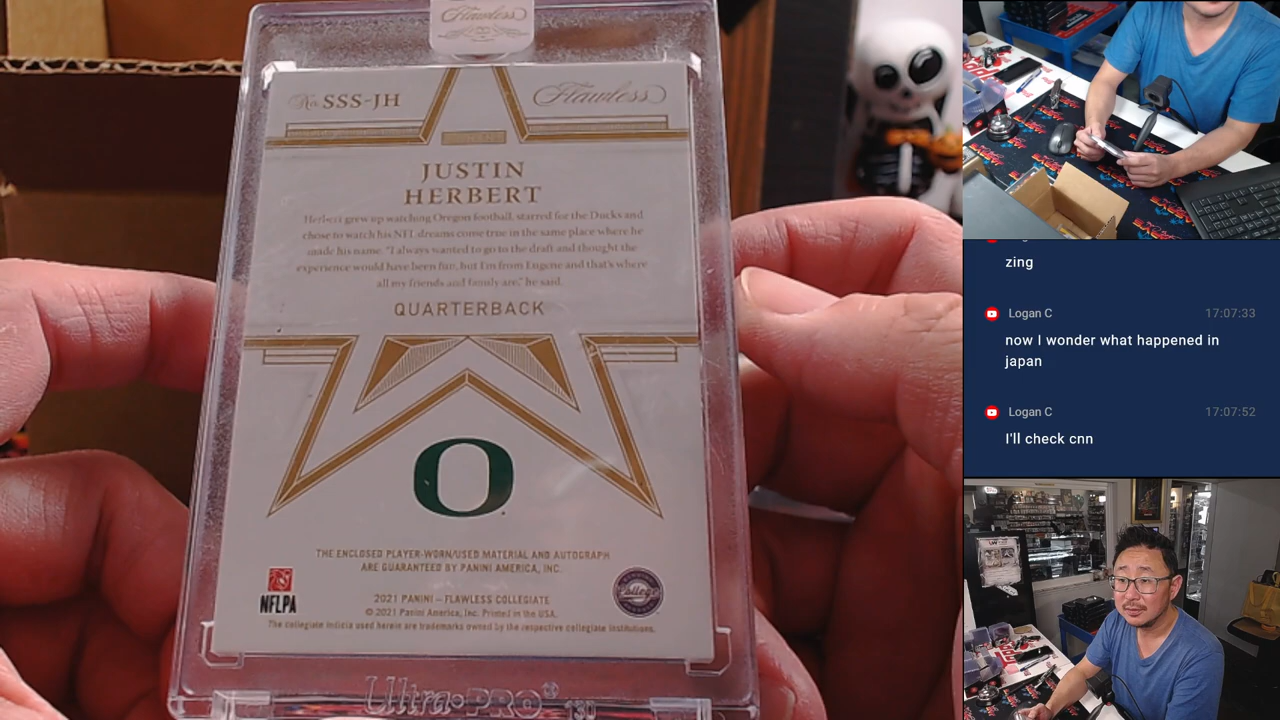 Flawless
No. SSS-JH
Flawless
JUSTIN
HERBERT
Herbert grew up watching Oregon football, starred for the Ducks and
chose to watch his NFL dreams come true in the same place where he
made his name. "I always wanted to go to the draft and thought the
experience would have been fun, but I'm from Eugene and that's where
all my friends and family are," he said.
QUARTERBACK
O
THE ENCLOSED PLAYER-WORN/USED MATERIAL AND AUTOGRAPH
ARE GUARANTEED BY PANINI AMERICA, INC.
NFLPA
2021 PANINI – FLAWLESS COLLEGIATE
© 2021 Panini America, Inc. Printed in the USA.
The collegiate indicia used herein are trademarks owned by the respective collegiate institutions.
College
Ultra·PRO®
130
zing
Logan C 17:07:33
now I wonder what happened in
japan
Logan C 17:07:52
I'll check cnn